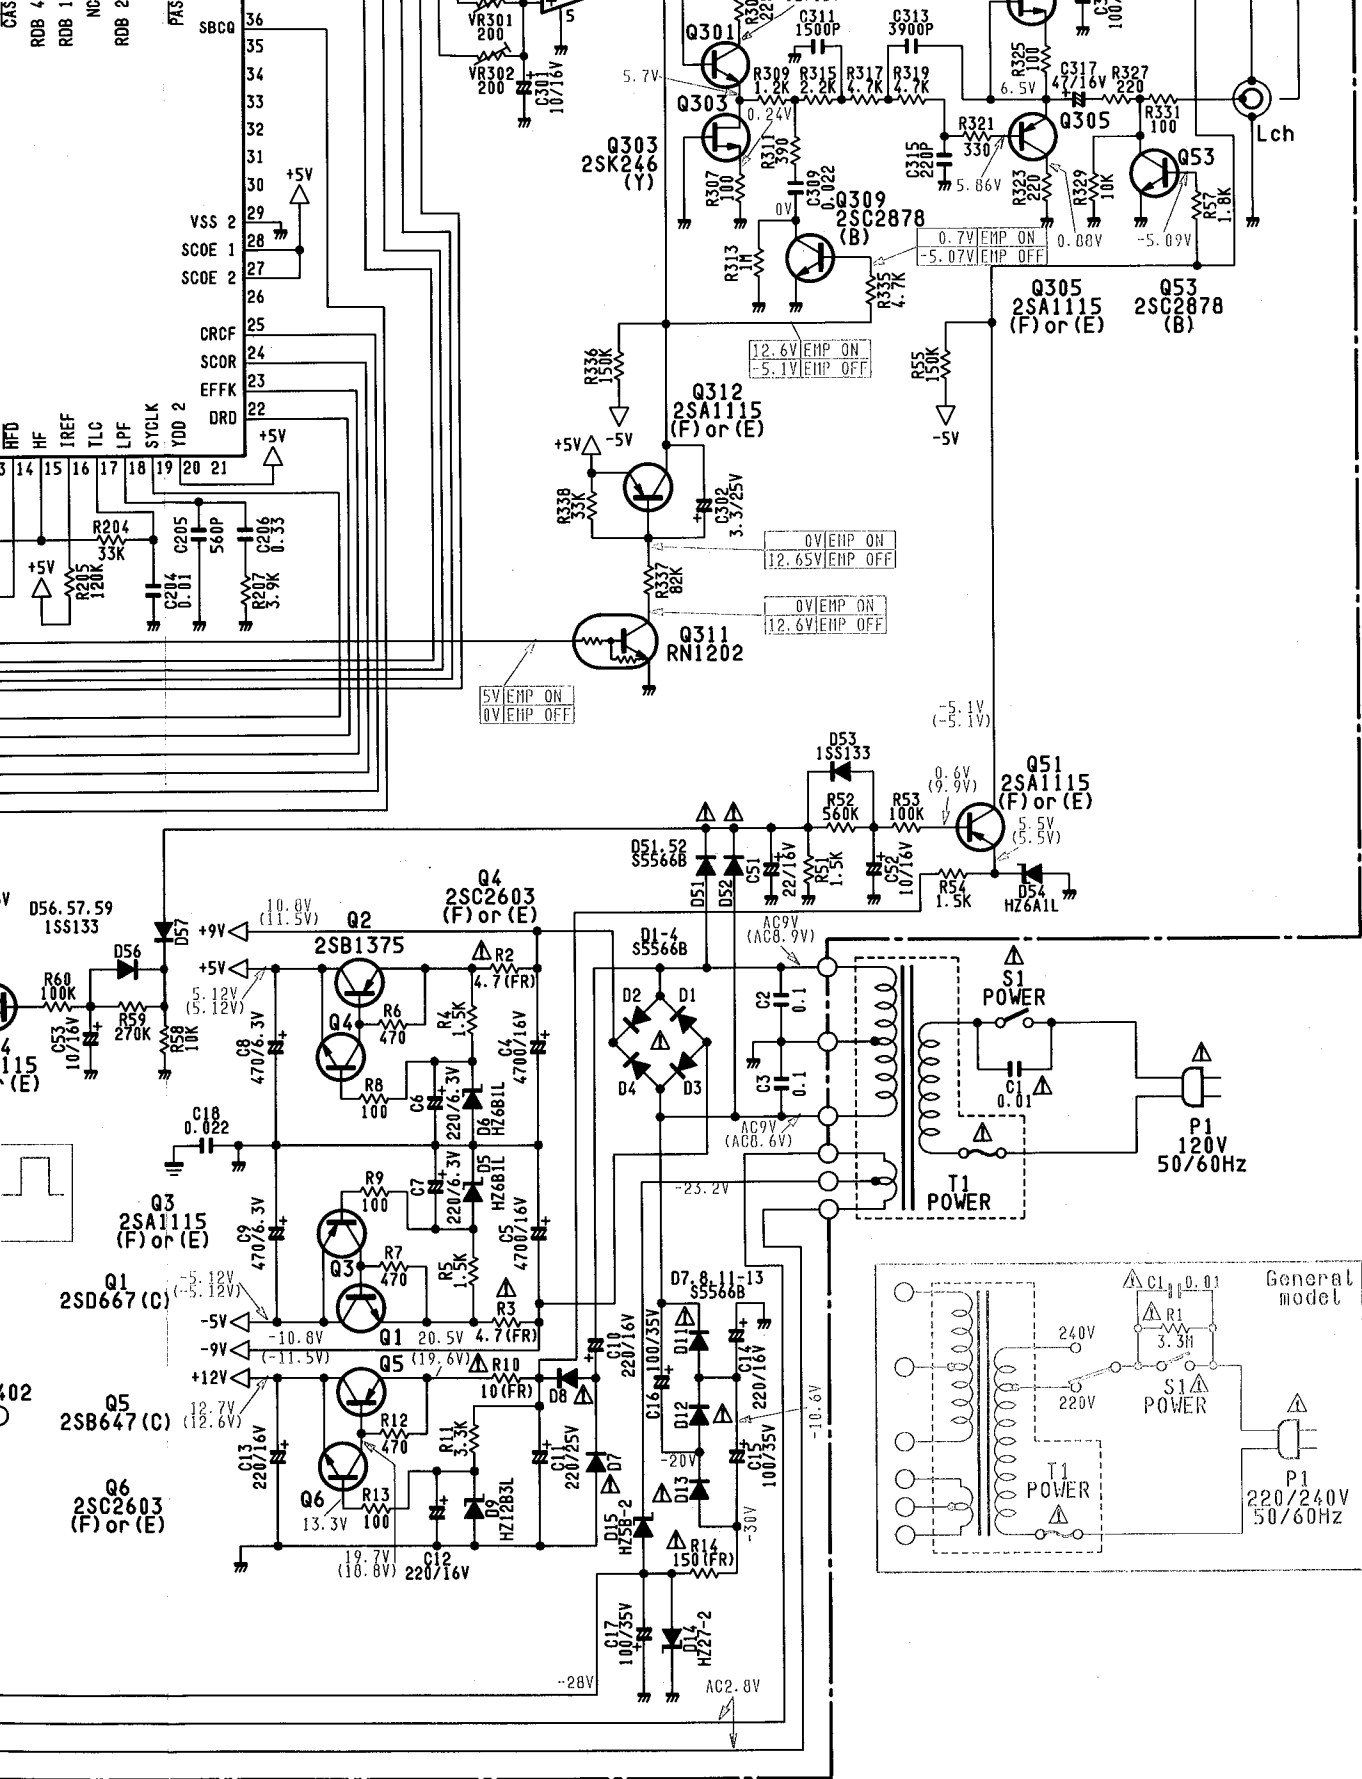 SBCQ 36
35
34
33
32
31
30
VSS 2 29
SCOE 1 28
SCOE 2 27
26
CRCF 25
SCOR 24
EFFK 23
DRD 22
+5V
+5V
RDB 4
RDB 1
RDB 2
HF
IREF
TLC
LPF
SYCLK
14 15 16 17 18 19 20 21
R204
33K
+5V
R205
120K
C204
0.01
C205
560P
C206
0.33
R207
3.9K
VR301
200
VR302
200
5
C301
10/16V
Q301
5.7V
Q303
Q303
2SK246
(Y)
C311
1500P
C313
3900P
R309
1.2K
R315
2.2K
R317
4.7K
R319
4.7K
0.24V
R307
100
R311
390
C309
0.022
0V
Q309
2SC2878
(B)
R313
1M
R335
4.7K
0.7V EMP ON
-5.07V EMP OFF
C315
220P
R321
330
5.86V
R325
100
6.5V
C317
47/16V
R327
220
R331
100
Q305
R323
220
R329
10K
0.88V
Q53
-5.09V
R57
1.8K
Lch
Q305
2SA1115
(F) or (E)
Q53
2SC2878
(B)
R336
150K
-5V
12.6V EMP ON
-5.1V EMP OFF
R55
150K
-5V
Q312
2SA1115
(F) or (E)
+5V
R338
33K
C302
3.3/25V
0V EMP ON
12.65V EMP OFF
R337
82K
0V EMP ON
12.6V EMP OFF
Q311
RN1202
5V EMP ON
0V EMP OFF
-5.1V
(-5.1V)
D53
1SS133
R52
560K
R53
100K
0.6V
(9.9V)
Q51
2SA1115
(F) or (E)
5.5V
(5.5V)
D51.52
S5566B
D51
D52
C51
22/16V
R51
1.5K
C52
10/16V
R54
1.5K
D54
HZ6A1L
D56.57.59
1SS133
D57
D56
R60
100K
R59
270K
C53
10/16V
R58
10K
115
(E)
+9V
10.8V
(11.5V)
+5V
5.12V
(5.12V)
Q2
2SB1375
Q4
2SC2603
(F) or (E)
R2
4.7(FR)
R6
470
R4
1.5K
Q4
R8
100
C8
470/6.3V
C6
220/6.3V
D6
HZ6B1L
C4
4700/16V
C18
0.022
D1-4
S5566B
D2
D1
D4
D3
AC9V
(AC8.9V)
C2
0.1
C3
0.1
AC9V
(AC8.6V)
-23.2V
S1
POWER
C1
0.01
P1
120V
50/60Hz
T1
POWER
R9
100
C7
220/6.3V
D5
HZ6B1L
C5
4700/16V
C9
470/6.3V
Q3
2SA1115
(F) or (E)
Q3
R7
470
R5
1.5K
R3
4.7(FR)
Q1
2SD667(C)
-5.12V
(-5.12V)
-5V
-9V
-10.8V
(-11.5V)
Q1
20.5V
(19.6V)
+12V
12.7V
(12.6V)
Q5
R10
10(FR)
D8
D7
C10
220/16V
Q5
2SB647(C)
R12
470
R11
3.3K
C13
220/16V
C11
220/25V
Q6
R13
100
D9
HZ12B3L
13.3V
19.7V
(18.8V)
C12
220/16V
Q6
2SC2603
(F) or (E)
402
D7.8.11-13
S5566B
D11
D12
D13
C14
220/16V
C15
100/35V
C16
100/35V
-20V
-30V
-10.6V
D15
HZ5B-2
R14
150(FR)
C17
100/35V
D14
HZ27-2
-28V
AC2.8V
General
model
C1 0.01
R1
3.3M
240V
220V
S1
POWER
T1
POWER
P1
220/240V
50/60Hz